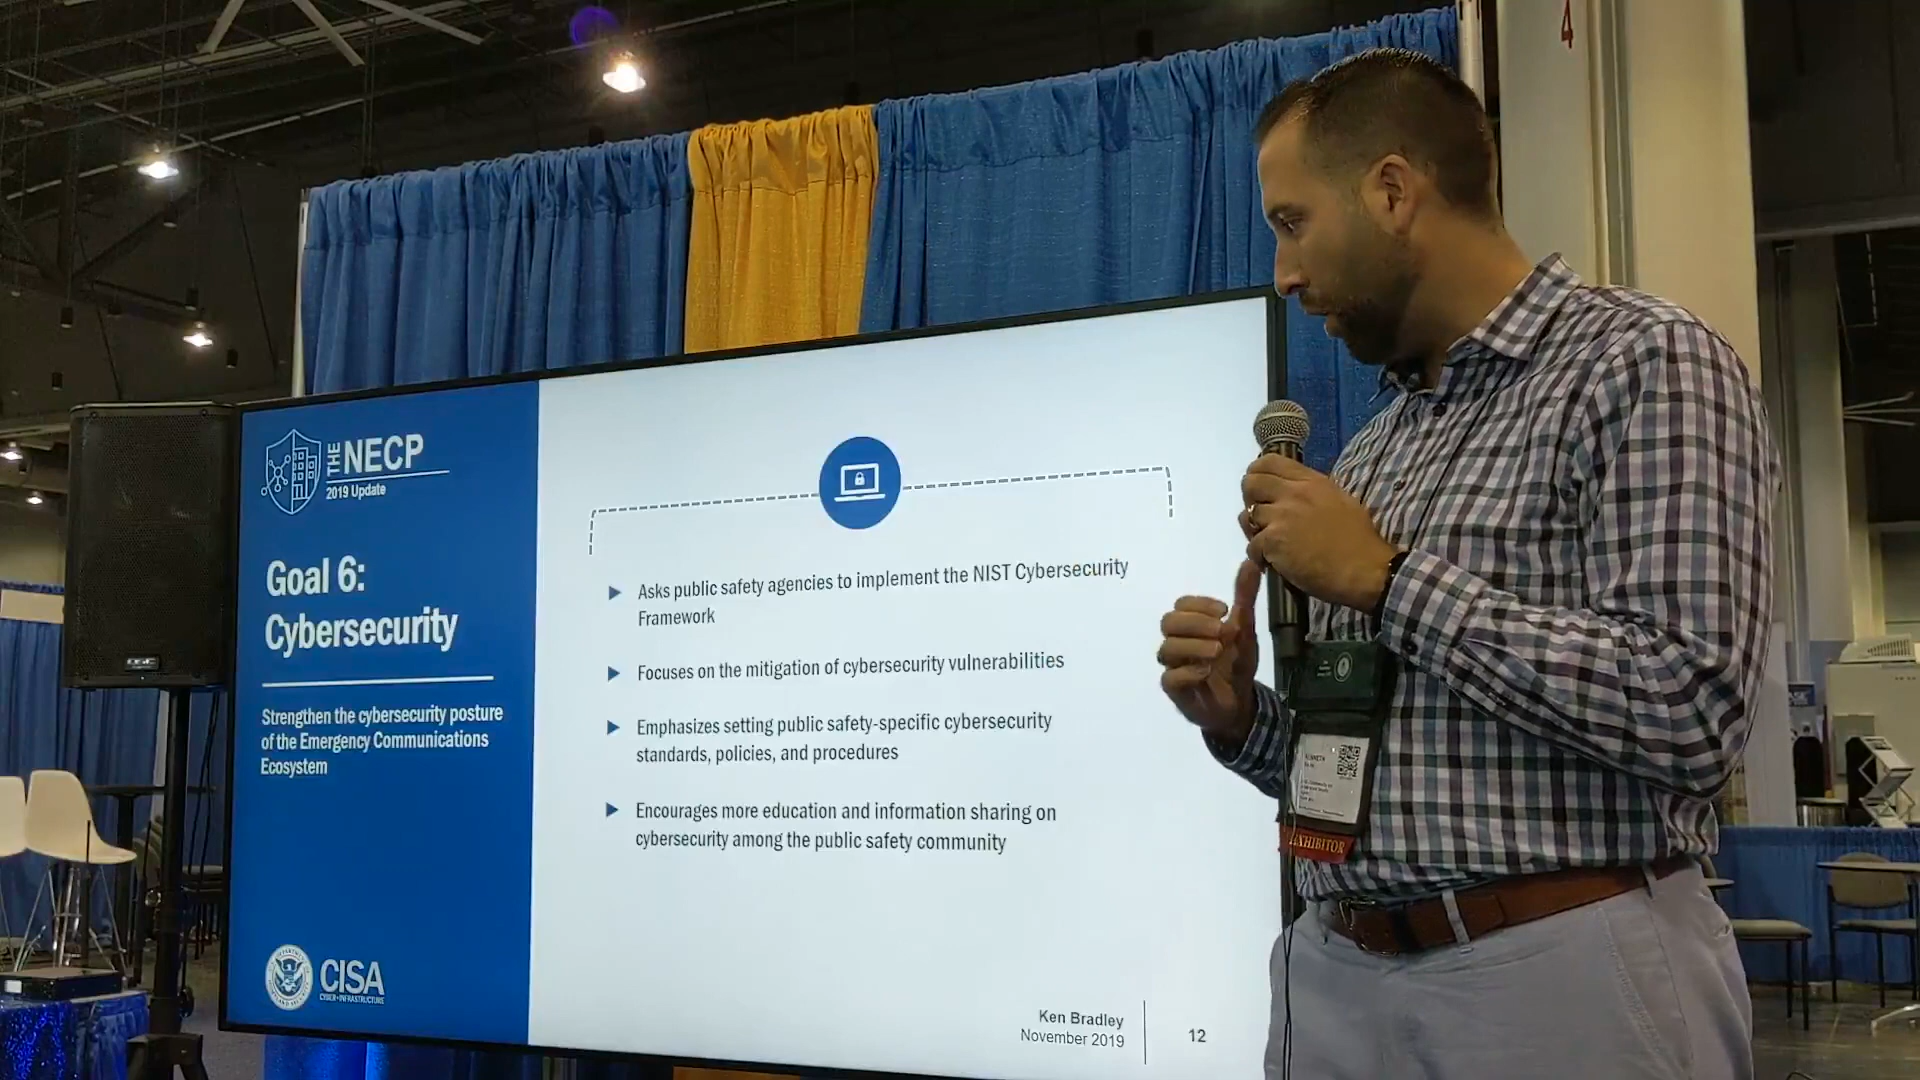 4
THE NECP
2019 Update
Goal 6:
Cybersecurity
Strengthen the cybersecurity posture
of the Emergency Communications
Ecosystem
CISA
CYBER+INFRASTRUCTURE
Asks public safety agencies to implement the NIST Cybersecurity
Framework
Focuses on the mitigation of cybersecurity vulnerabilities
Emphasizes setting public safety-specific cybersecurity
standards, policies, and procedures
Encourages more education and information sharing on
cybersecurity among the public safety community
Ken Bradley
November 2019
12
QSC
KENNETH
EXHIBITOR